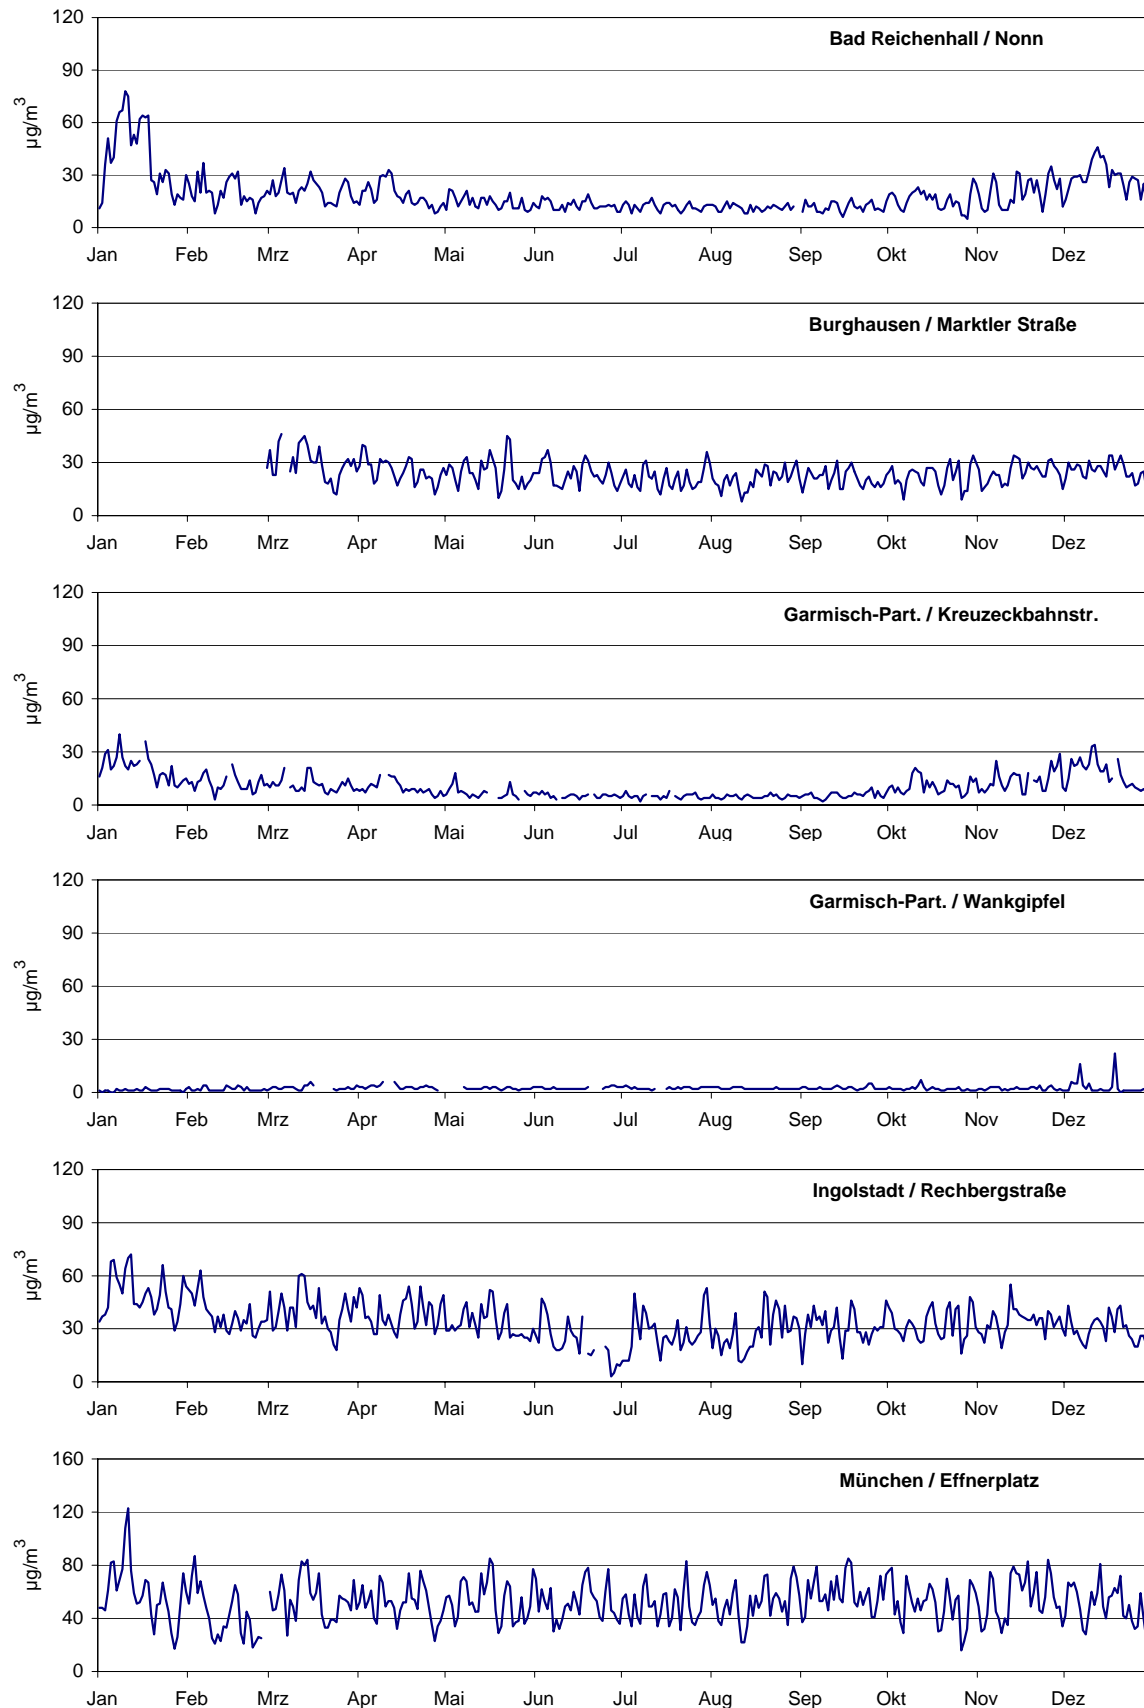 120
Bad Reichenhall / Nonn
90
60
30
0
µg/m³
Jan Feb Mrz Apr Mai Jun Jul Aug Sep Okt Nov Dez
120
Burghausen / Marktler Straße
90
60
30
0
µg/m³
Jan Feb Mrz Apr Mai Jun Jul Aug Sep Okt Nov Dez
120
Garmisch-Part. / Kreuzeckbahnstr.
90
60
30
0
µg/m³
Jan Feb Mrz Apr Mai Jun Jul Aug Sep Okt Nov Dez
120
Garmisch-Part. / Wankgipfel
90
60
30
0
µg/m³
Jan Feb Mrz Apr Mai Jun Jul Aug Sep Okt Nov Dez
120
Ingolstadt / Rechbergstraße
90
60
30
0
µg/m³
Jan Feb Mrz Apr Mai Jun Jul Aug Sep Okt Nov Dez
160
München / Effnerplatz
120
80
40
0
µg/m³
Jan Feb Mrz Apr Mai Jun Jul Aug Sep Okt Nov Dez